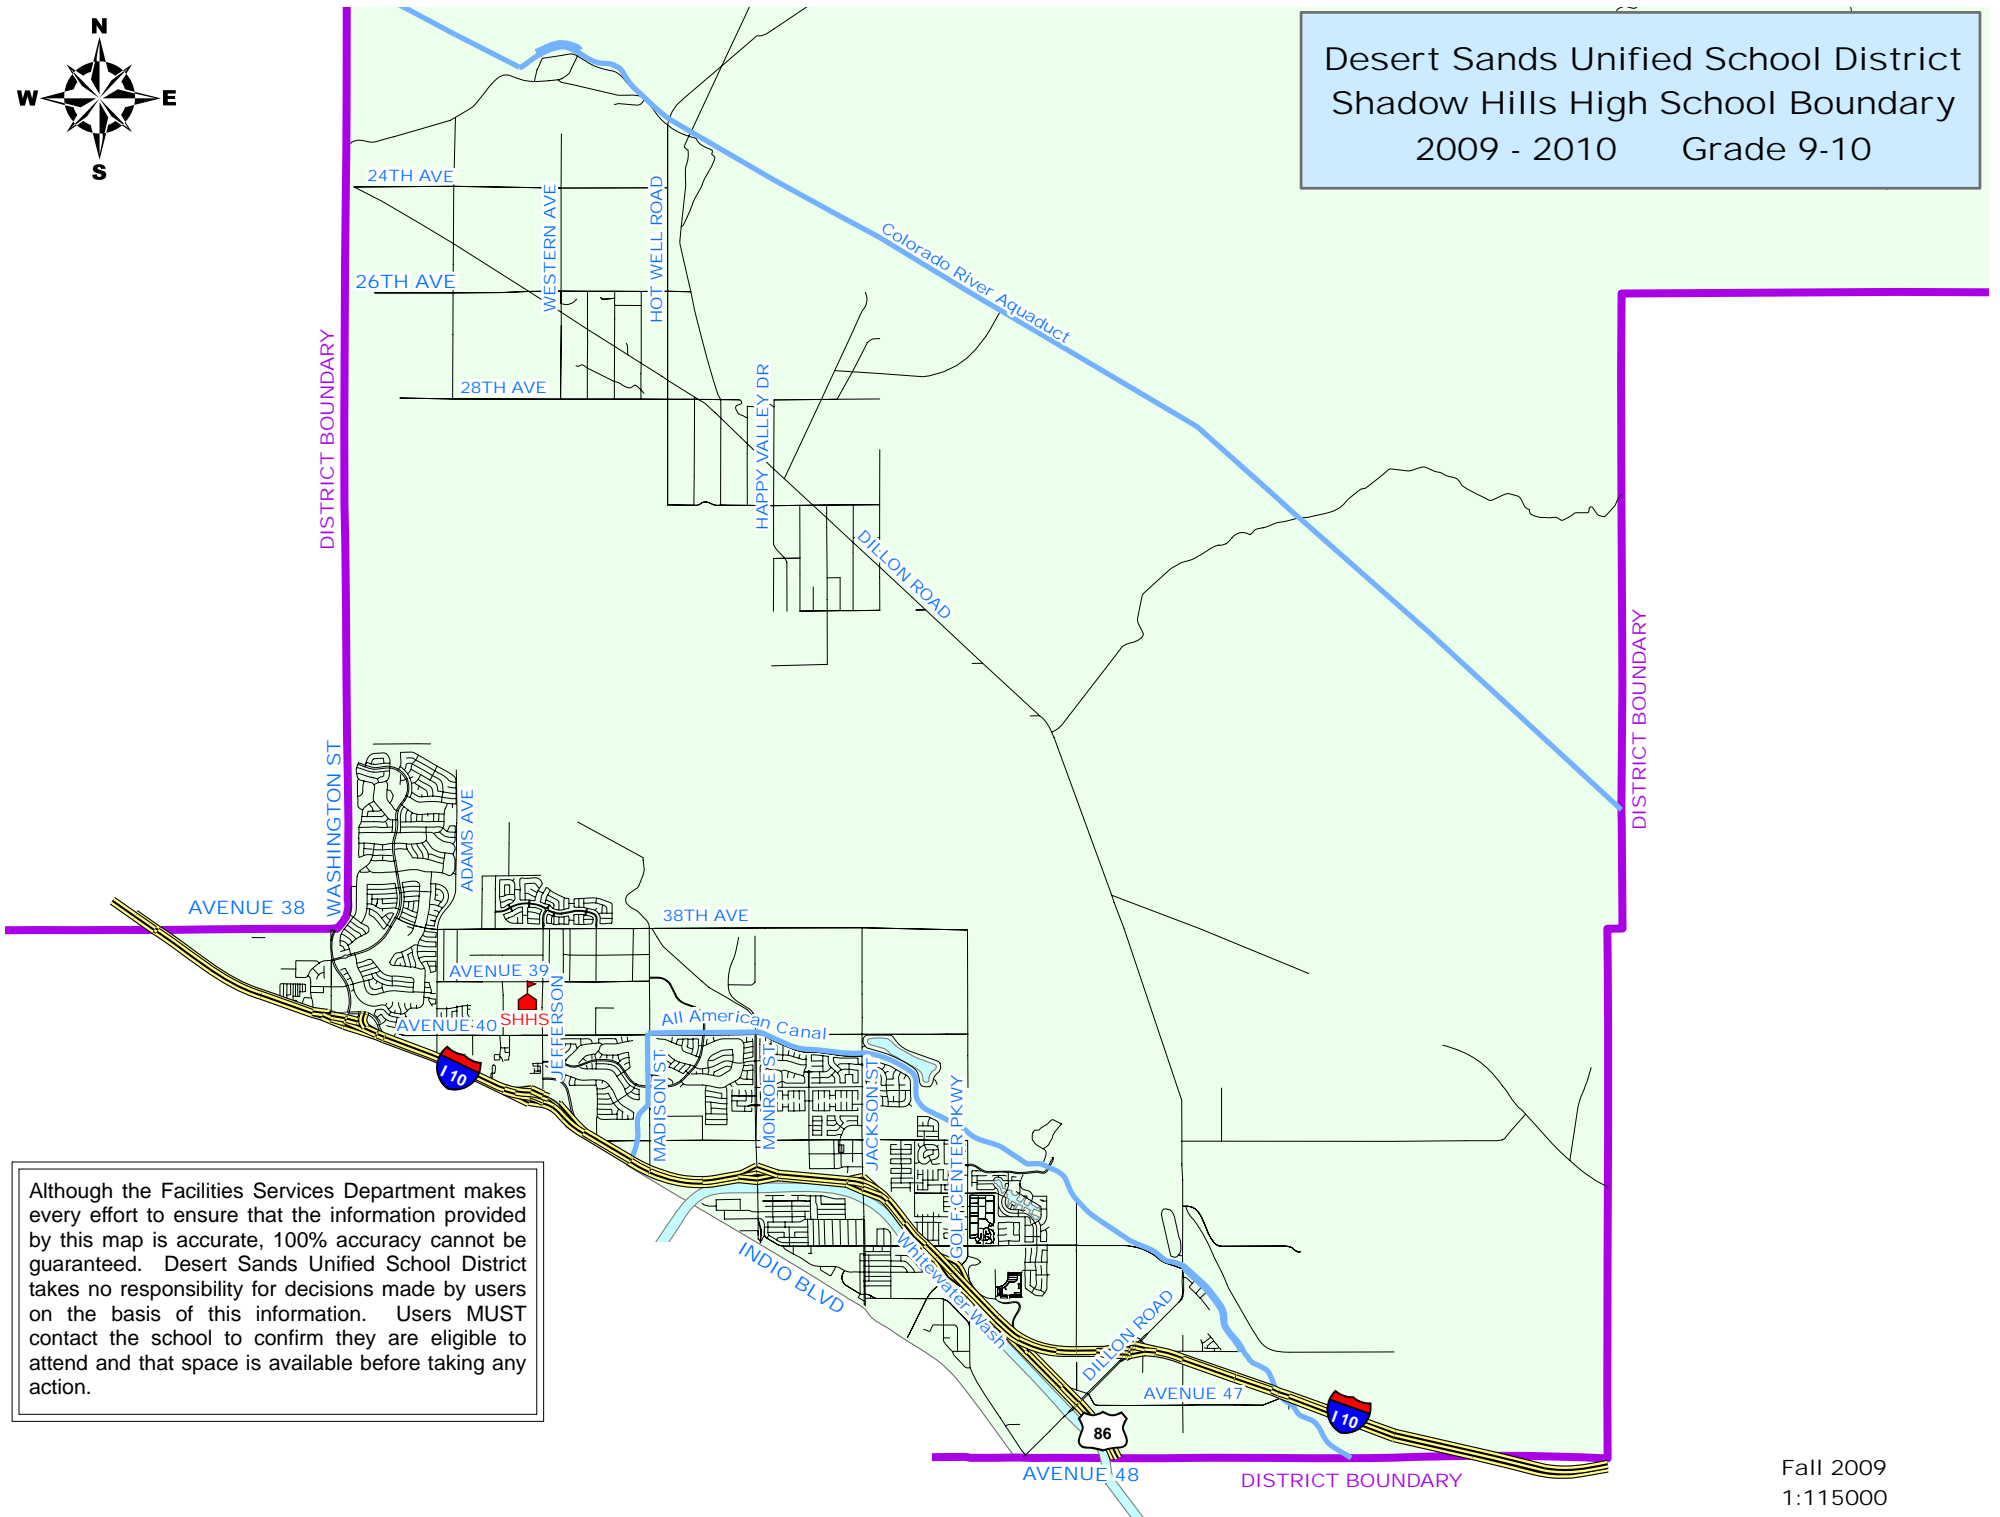 N
W
E
S
Desert Sands Unified School District
Shadow Hills High School Boundary
2009 - 2010 Grade 9-10
24TH AVE
WESTERN AVE
HOT WELL ROAD
26TH AVE
Colorado River Aquaduct
DISTRICT BOUNDARY
28TH AVE
HAPPY VALLEY DR
DILLON ROAD
DISTRICT BOUNDARY
WASHINGTON ST
ADAMS AVE
AVENUE 38
38TH AVE
AVENUE 39
SHHS
JEFFERSON
AVENUE 40
All American Canal
I 10
MADISON ST
MONROE ST
JACKSON ST
GOLF CENTER PKWY
Although the Facilities Services Department makes
every effort to ensure that the information provided
by this map is accurate, 100% accuracy cannot be
guaranteed. Desert Sands Unified School District
takes no responsibility for decisions made by users
on the basis of this information. Users MUST
contact the school to confirm they are eligible to
attend and that space is available before taking any
action.
INDIO BLVD
Whitewater Wash
DILLON ROAD
AVENUE 47
I 10
86
AVENUE 48
DISTRICT BOUNDARY
Fall 2009
1:115000